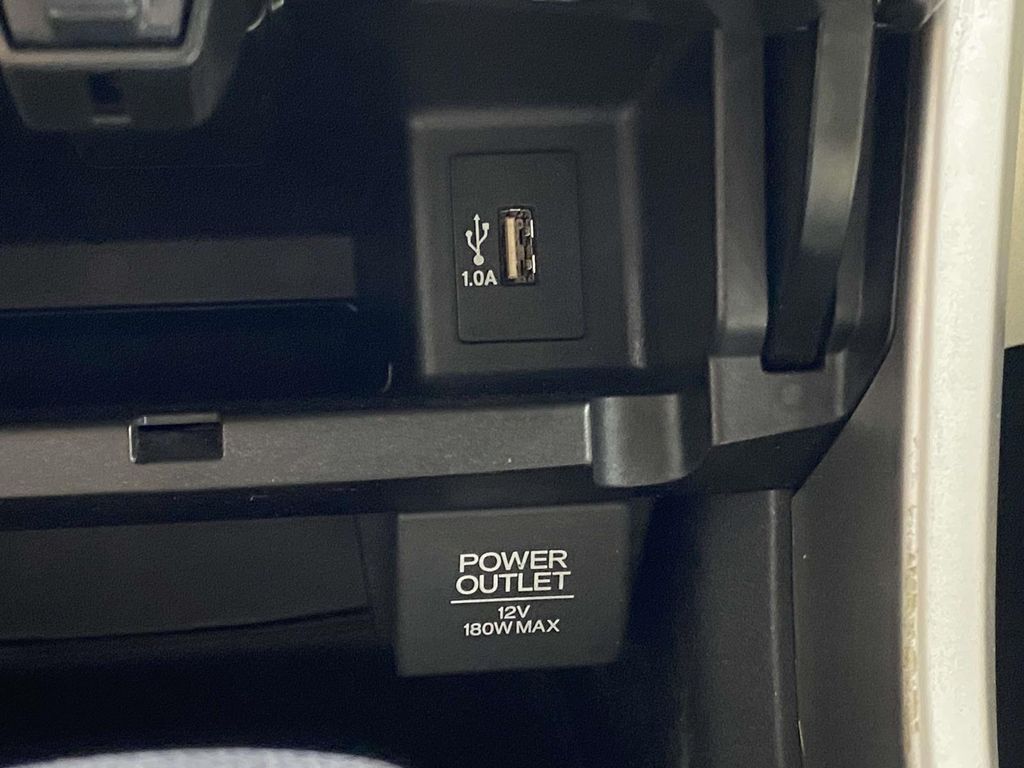 1.0A
POWER
OUTLET
12V
180W MAX